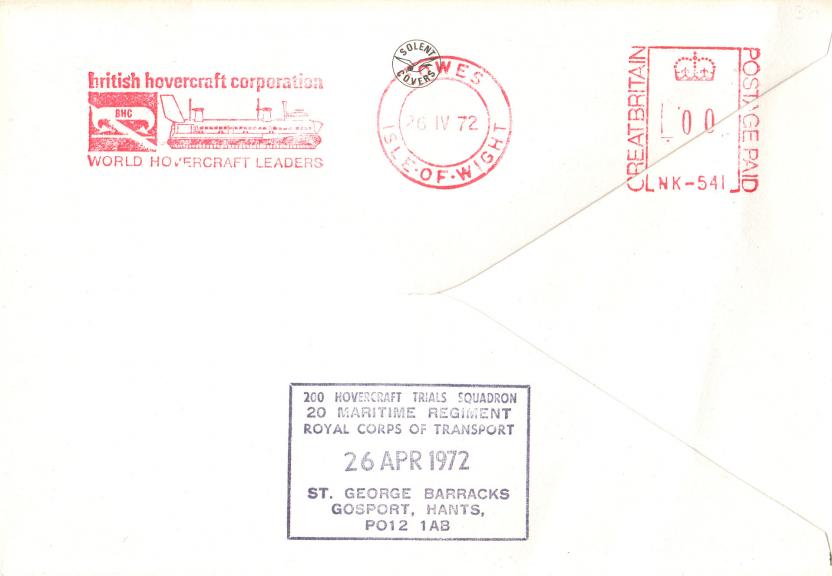 british hovercraft corporation
BHC
WORLD HOVERCRAFT LEADERS
SOLENT
COVERS
COWES
26 IV 72
ISLE·OF·WIGHT
GREAT BRITAIN
POSTAGE PAID
00
NK-541
200 HOVERCRAFT TRIALS SQUADRON
20 MARITIME REGIMENT
ROYAL CORPS OF TRANSPORT
26 APR 1972
ST. GEORGE BARRACKS
GOSPORT, HANTS,
PO12 1AB